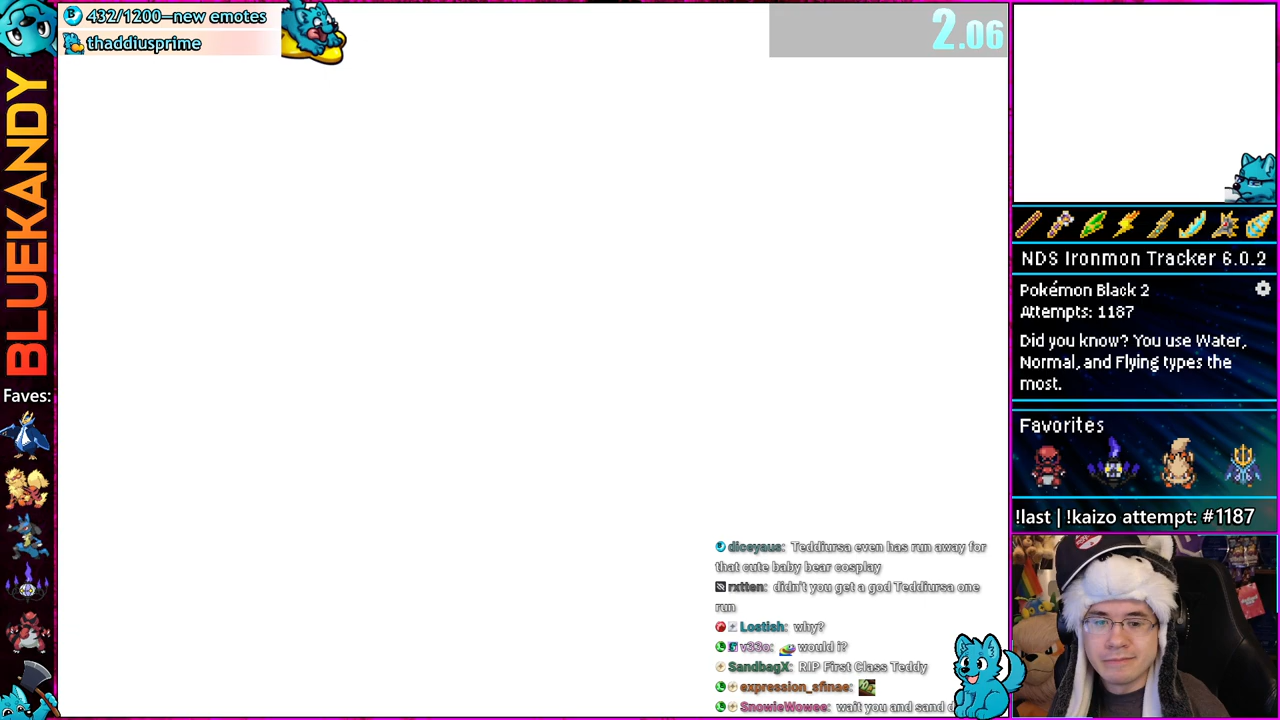 432/1200-new emotes
thaddiusprime
2.06
BLUEKANDY
Faves:
NDS Ironmon Tracker 6.0.2
Pokémon Black 2
Attempts: 1187
Did you know? You use Water,
Normal, and Flying types the
most.
Favorites
!last | !kaizo attempt: #1187
diceyaus: Teddiursa even has run away for
that cute baby bear cosplay
rxtten: didn't you get a god Teddiursa one
run
Lostish: why?
v33o: would i?
SandbagX: RIP First Class Teddy
expression_sfinae:
SnowieWowee: wait you and sand